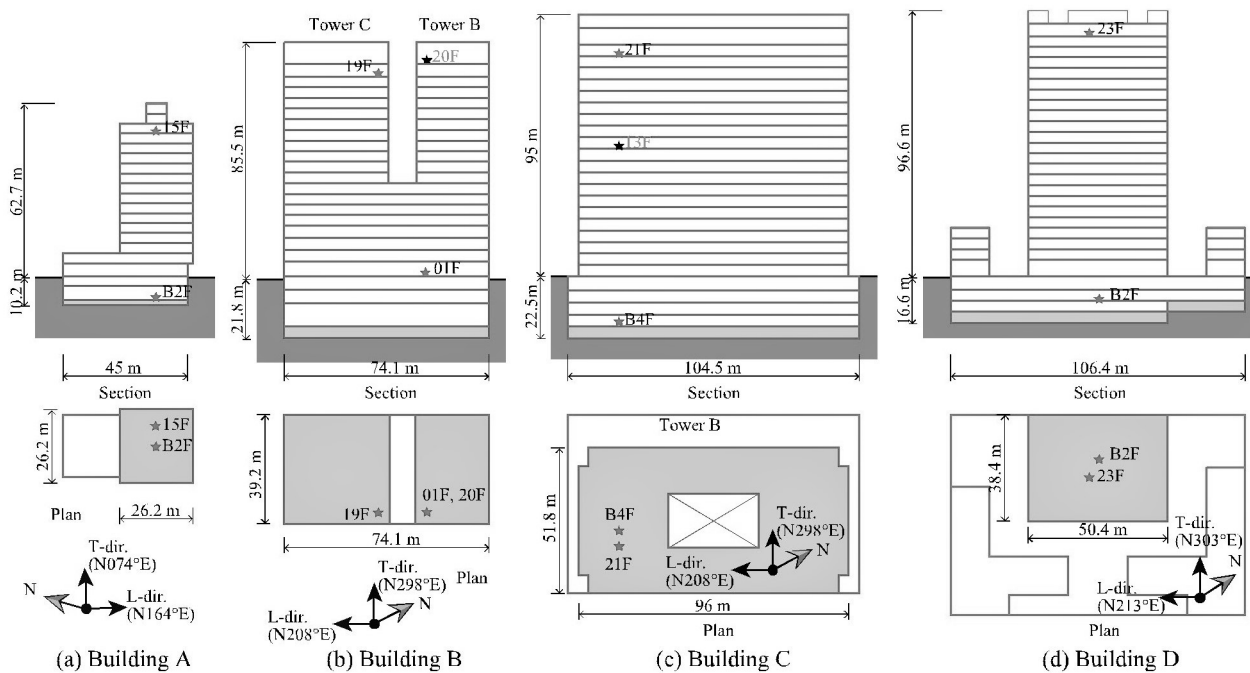 Tower C Tower B
15F
62.7 m
10.2 m
B2F
45 m
Section
15F
B2F
26.2 m
Plan
26.2 m
T-dir.
(N074°E)
N
L-dir.
(N164°E)
(a) Building A
20F
19F
85.5 m
01F
21.8 m
74.1 m
Section
39.2 m
19F
01F, 20F
74.1 m
Plan
T-dir.
(N298°E)
N
L-dir.
(N208°E)
(b) Building B
21F
95 m
13F
22.5m
B4F
104.5 m
Section
Tower B
51.8 m
B4F
21F
T-dir.
(N298°E)
N
L-dir.
(N208°E)
96 m
Plan
(c) Building C
23F
96.6 m
B2F
16.6 m
106.4 m
Section
38.4 m
B2F
23F
50.4 m
T-dir.
(N303°E)
N
L-dir.
(N213°E)
Plan
(d) Building D